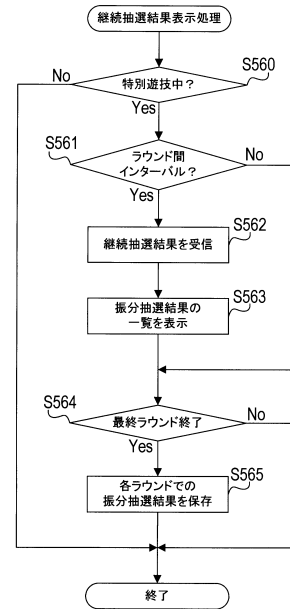 継続抽選結果表示処理
S560
No
特別遊技中？
Yes
S561
ラウンド間
インターバル？
No
Yes
S562
継続抽選結果を受信
S563
振分抽選結果の
一覧を表示
S564
最終ラウンド終了
No
Yes
S565
各ラウンドでの
振分抽選結果を保存
終了